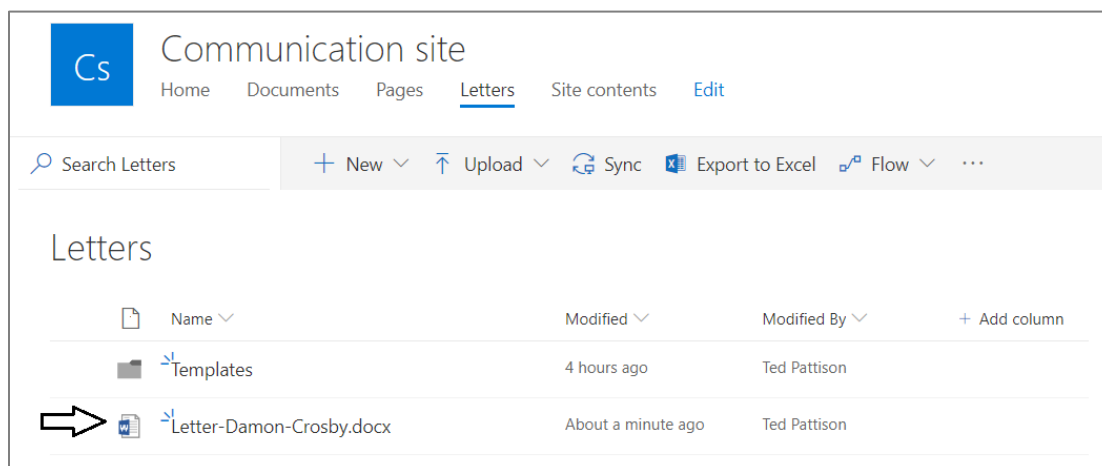 Cs
Communication site
Home Documents Pages Letters Site contents Edit
Search Letters New Upload Sync Export to Excel Flow ...
Letters
Name Modified Modified By + Add column
Templates 4 hours ago Ted Pattison
Letter-Damon-Crosby.docx About a minute ago Ted Pattison